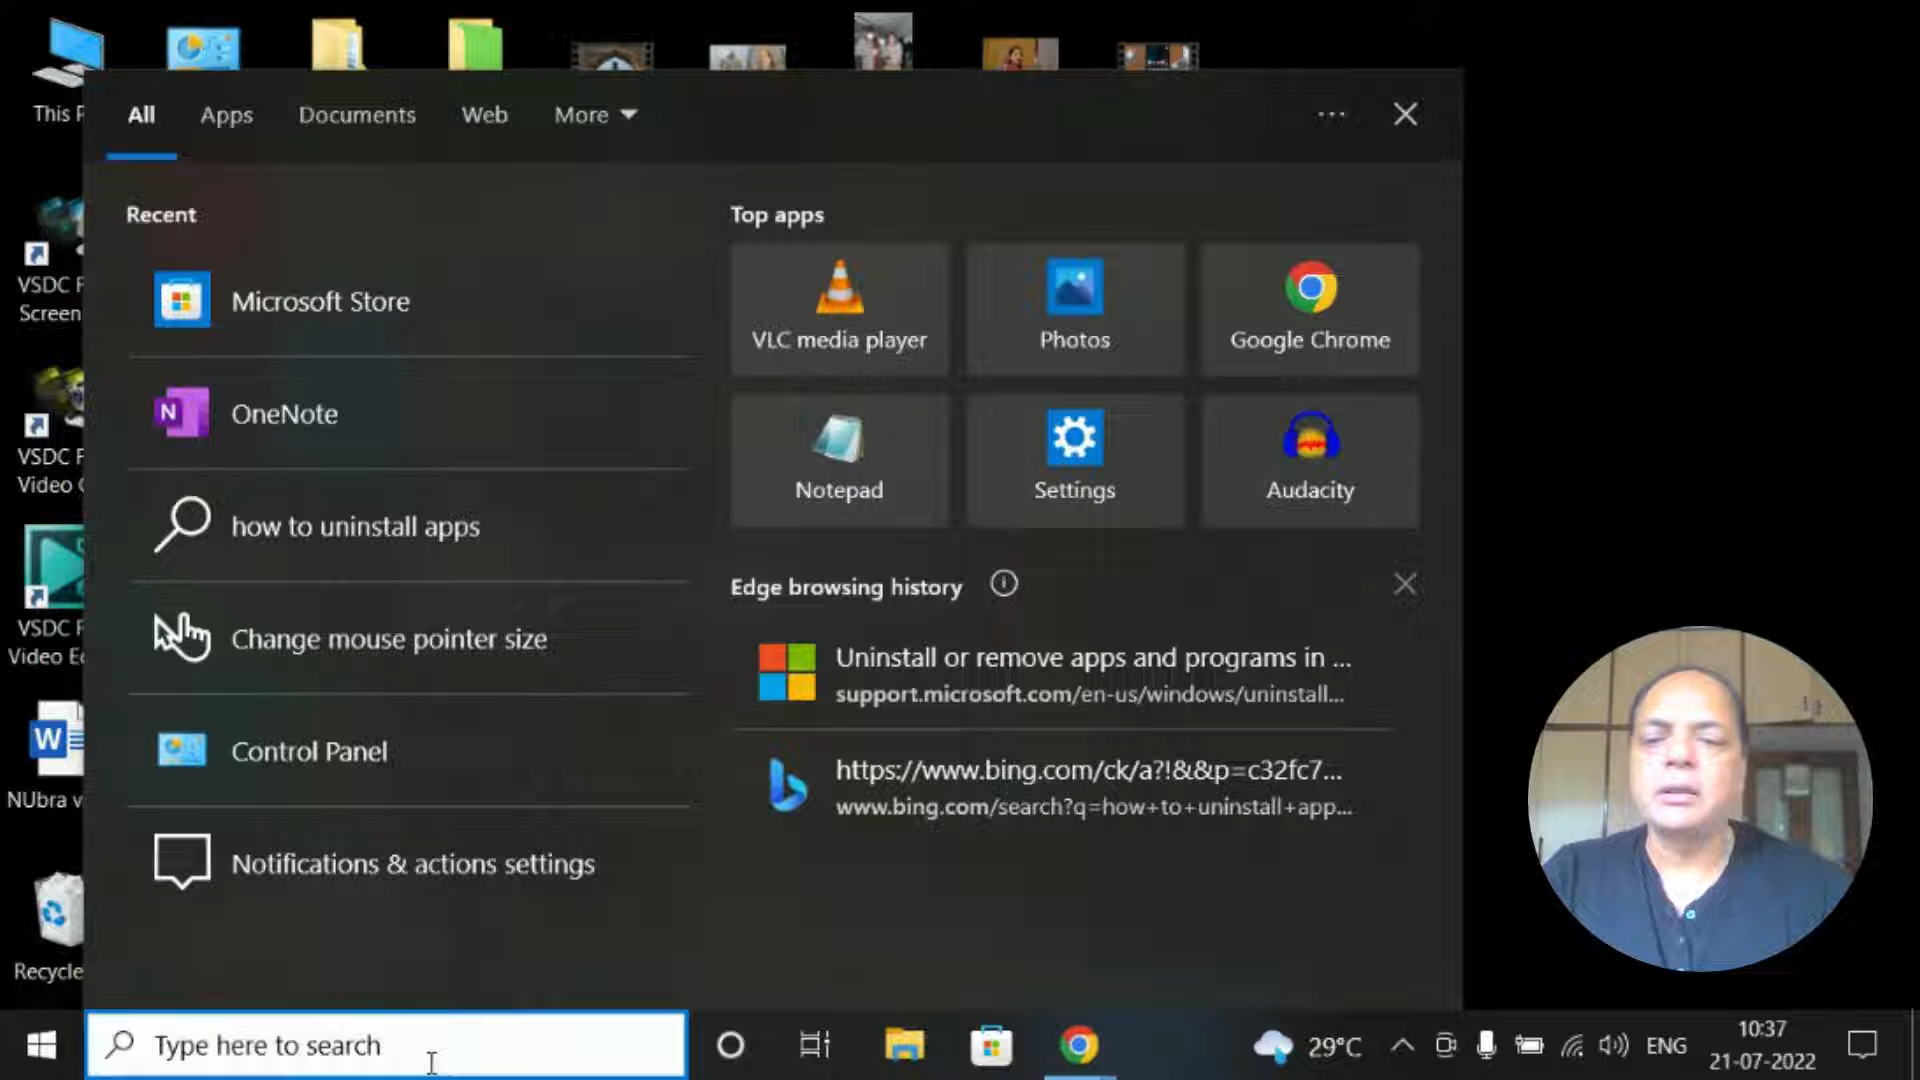 This P
All
Apps
Documents
Web
More
Recent
Microsoft Store
OneNote
how to uninstall apps
Change mouse pointer size
Control Panel
Notifications & actions settings
Top apps
VLC media player
Photos
Google Chrome
Notepad
Settings
Audacity
Edge browsing history
Uninstall or remove apps and programs in ...
support.microsoft.com/en-us/windows/uninstall...
https://www.bing.com/ck/a?!&&p=c32fc7...
www.bing.com/search?q=how+to+uninstall+app...
VSDC F
Screen
VSDC F
Video C
VSDC F
Video Ed
W
NUbra v
Recycle
Type here to search
29°C
ENG
10:37
21-07-2022